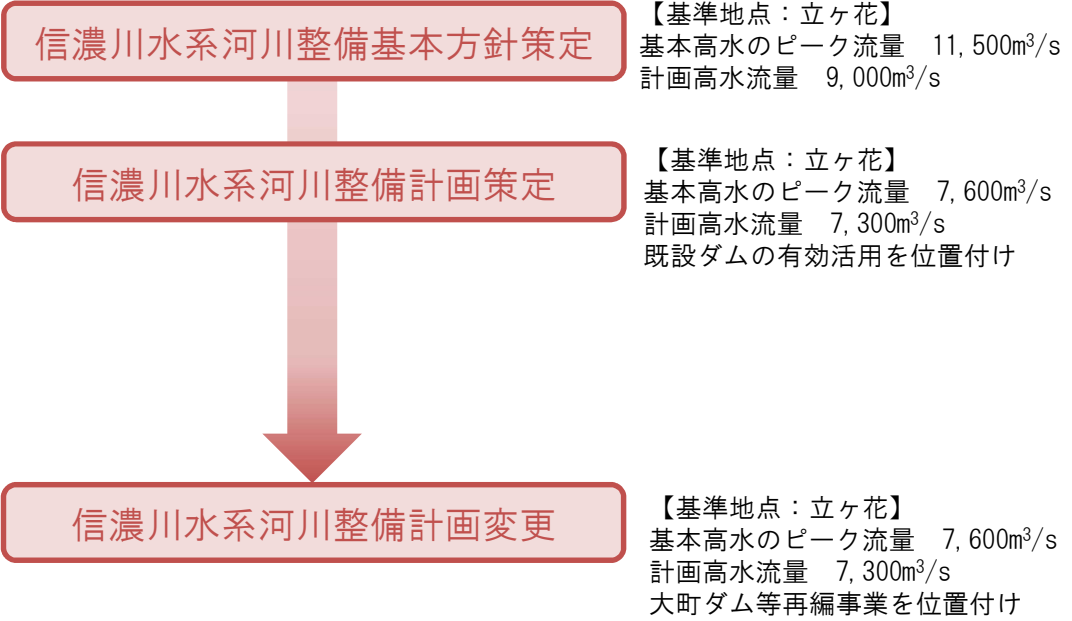 信濃川水系河川整備基本方針策定
【基準地点：立ヶ花】
基本高水のピーク流量　11,500m³/s
計画高水流量　9,000m³/s
信濃川水系河川整備計画策定
【基準地点：立ヶ花】
基本高水のピーク流量　7,600m³/s
計画高水流量　7,300m³/s
既設ダムの有効活用を位置付け
信濃川水系河川整備計画変更
【基準地点：立ヶ花】
基本高水のピーク流量　7,600m³/s
計画高水流量　7,300m³/s
大町ダム等再編事業を位置付け